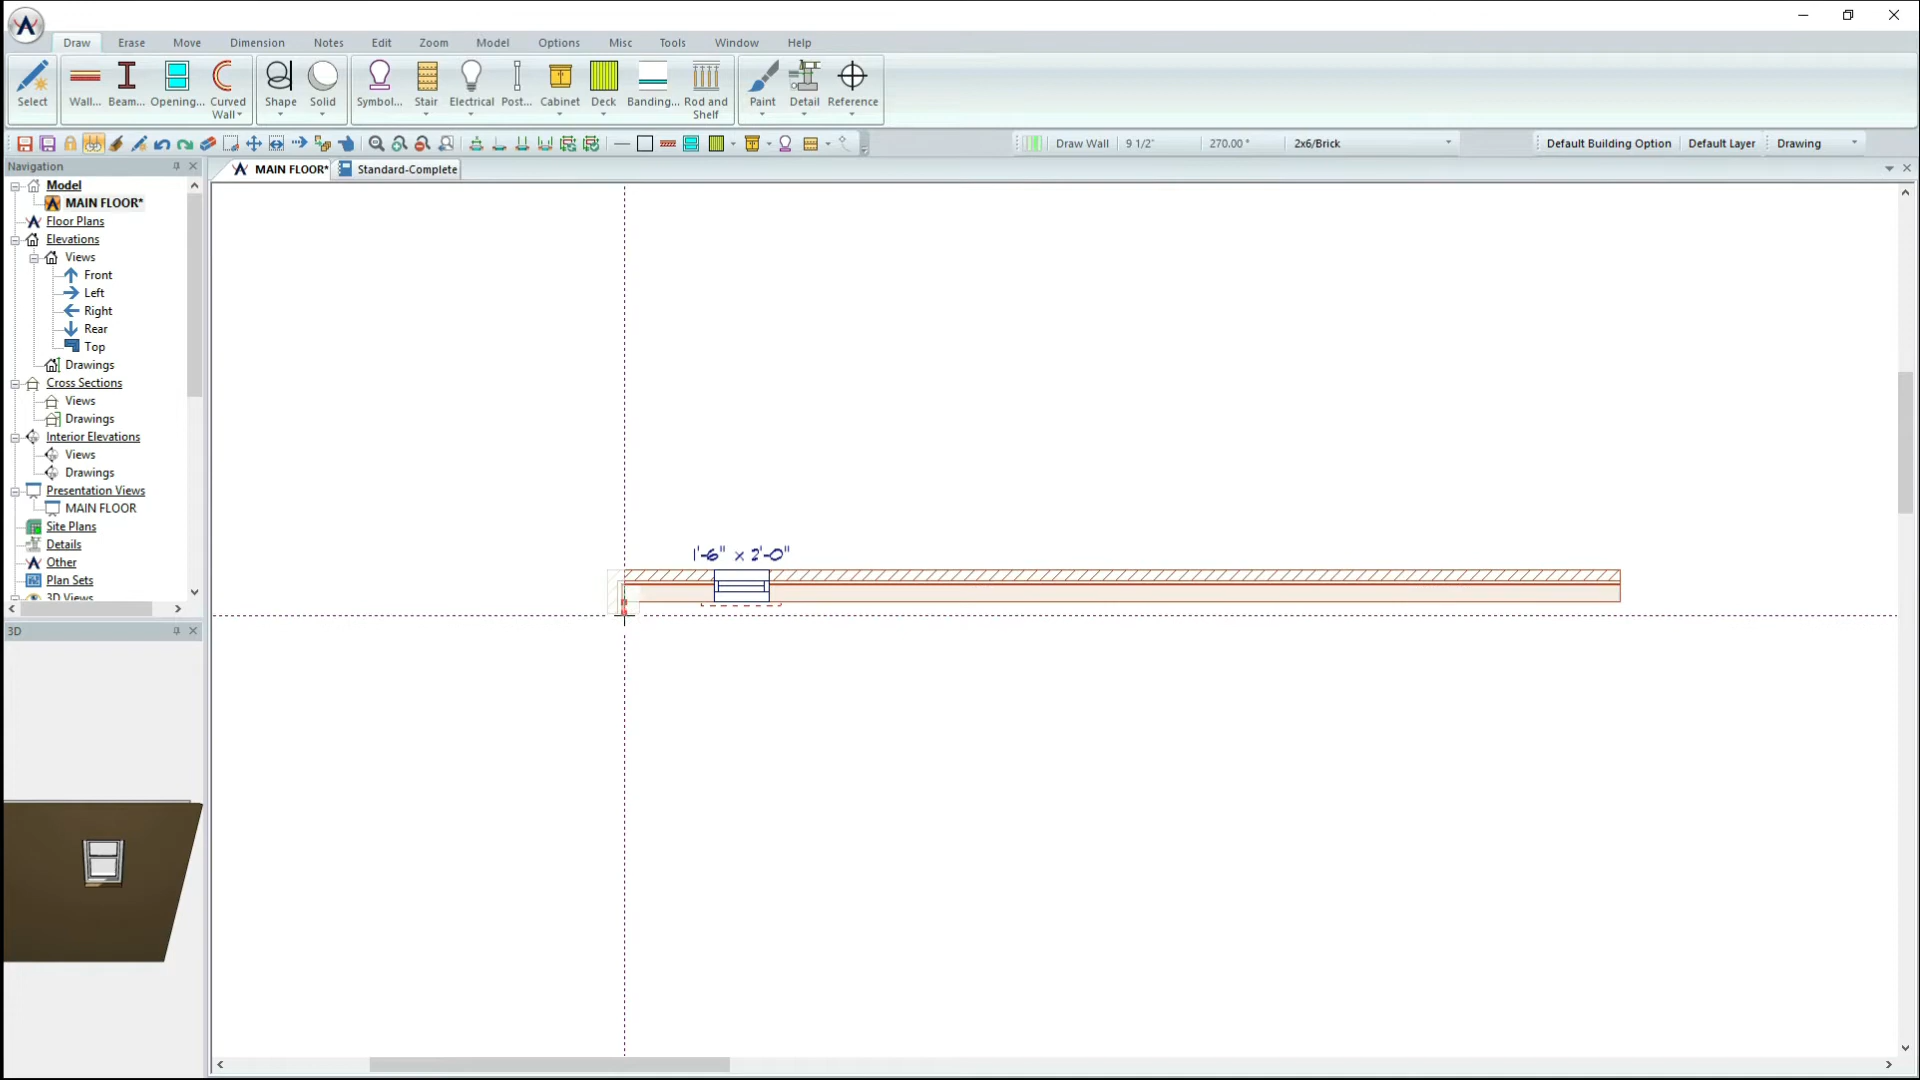 Draw Erase Move Dimension Notes Edit Zoom Model Options Misc Tools Window Help
Select Wall... Beam... Opening... Curved Wall Shape Solid Symbol... Stair Electrical Post... Cabinet Deck Banding... Rod and Shelf Paint Detail Reference
Draw Wall 9 1/2" 270.00 ° 2x6/Brick Default Building Option Default Layer Drawing
Navigation
MAIN FLOOR* Standard-Complete
Model
MAIN FLOOR*
Floor Plans
Elevations
Views
Front
Left
Right
Rear
Top
Drawings
Cross Sections
Views
Drawings
Interior Elevations
Views
Drawings
Presentation Views
MAIN FLOOR
Site Plans
Details
Other
Plan Sets
3D Views
3D
1'-6" x 2'-0"